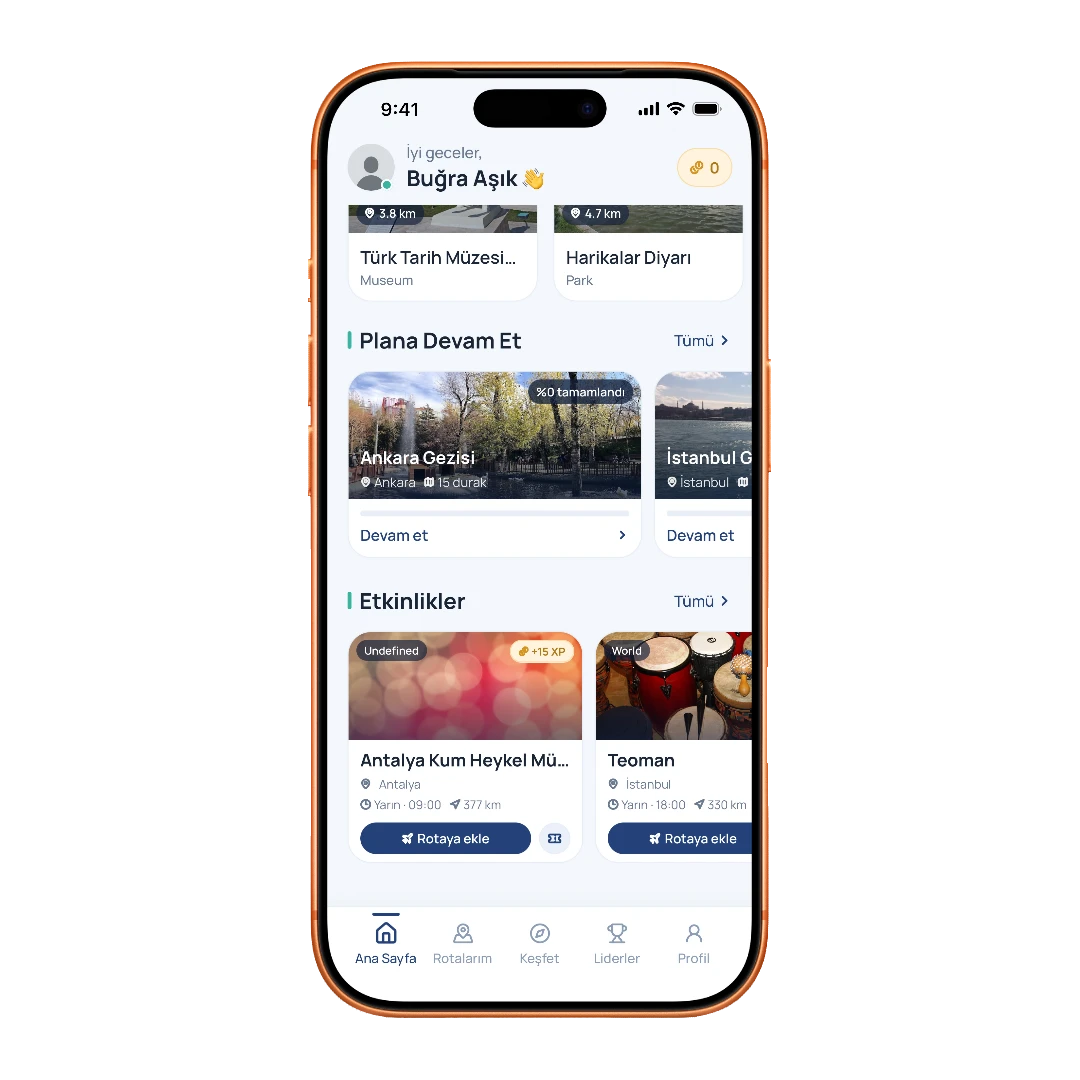 9:41
İyi geceler,
Buğra Aşık 👋
0
3.8 km
4.7 km
Türk Tarih Müzesi...
Museum
Harikalar Diyarı
Park
Plana Devam Et
Tümü
%0 tamamlandı
Ankara Gezisi
Ankara 15 durak
Devam et
İstanbul G
İstanbul
Devam et
Etkinlikler
Tümü
Undefined
+15 XP
World
Antalya Kum Heykel Mü...
Antalya
Yarın · 09:00 377 km
Rotaya ekle
Teoman
İstanbul
Yarın · 18:00 330 km
Rotaya ekle
Ana Sayfa
Rotalarım
Keşfet
Liderler
Profil